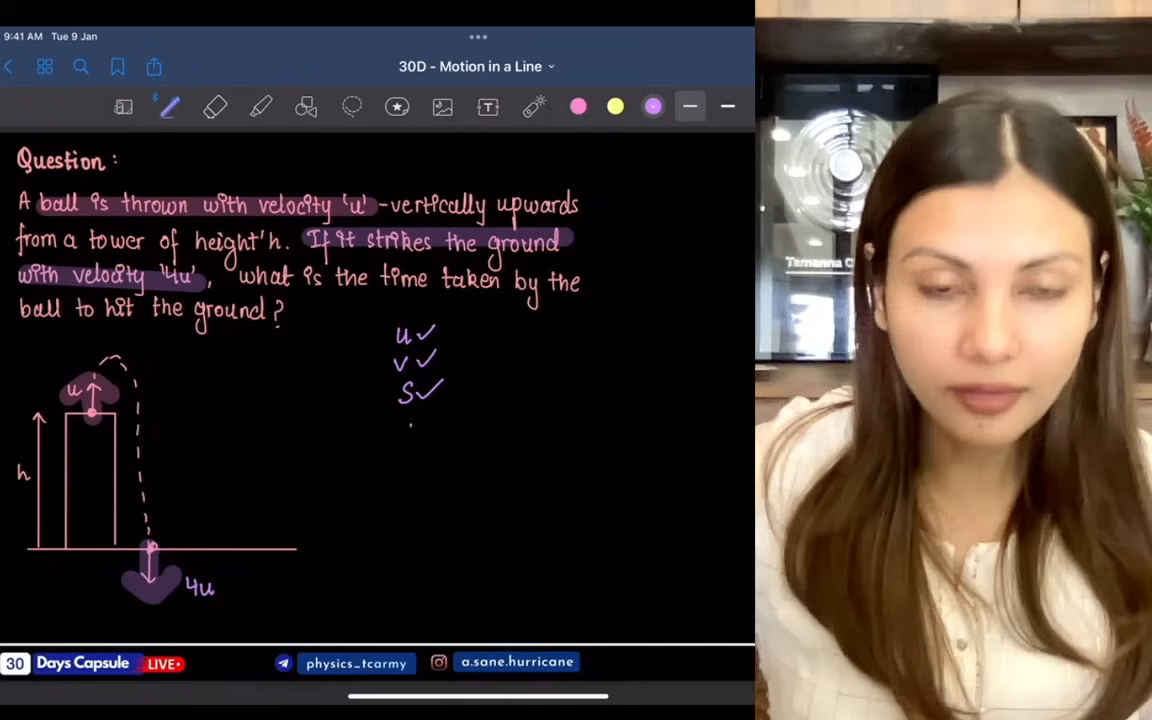 9:41 AM Tue 9 Jan
30D - Motion in a Line
T
Question:
A ball is thrown with velocity 'u' -vertically upwards
from a tower of height'h. If it strikes the ground
with velocity '4u', what is the time taken by the
ball to hit the ground?
u✓
v✓
S✓
u
h
4u
30 Days Capsule LIVE
physics_tcarmy
a.sane.hurricane